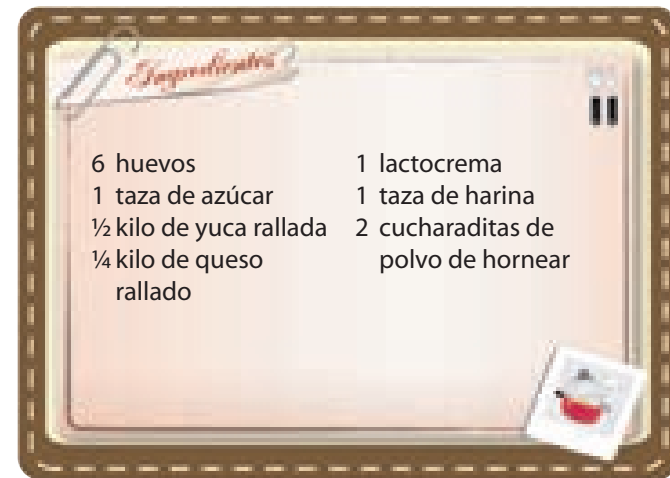 Ingredientes
6 huevos
1 taza de azúcar
½ kilo de yuca rallada
¼ kilo de queso
rallado
1 lactocrema
1 taza de harina
2 cucharaditas de
polvo de hornear